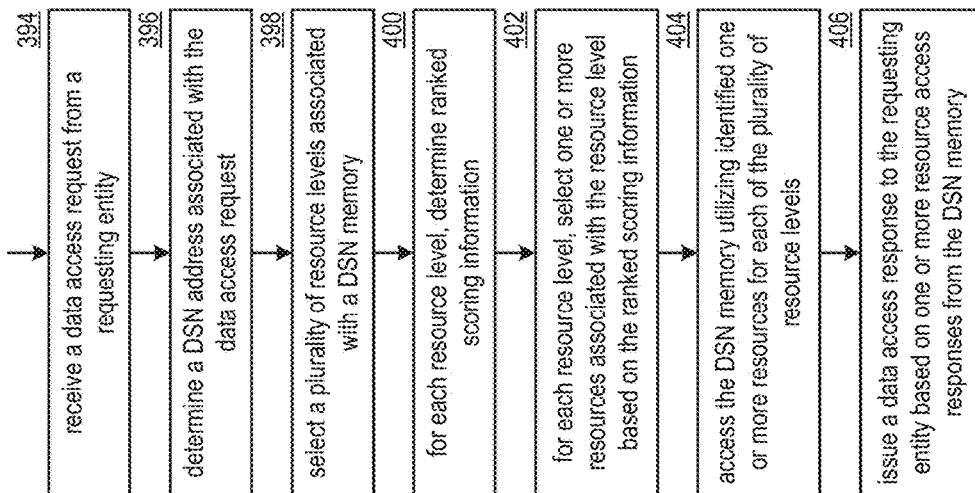 394
receive a data access request from a
requesting entity
396
determine a DSN address associated with the
data access request
398
select a plurality of resource levels associated
with a DSN memory
400
for each resource level, determine ranked
scoring information
402
for each resource level, select one or more
resources associated with the resource level
based on the ranked scoring information
404
access the DSN memory utilizing identified one
or more resources for each of the plurality of
resource levels
406
issue a data access response to the requesting
entity based on one or more resource access
responses from the DSN memory